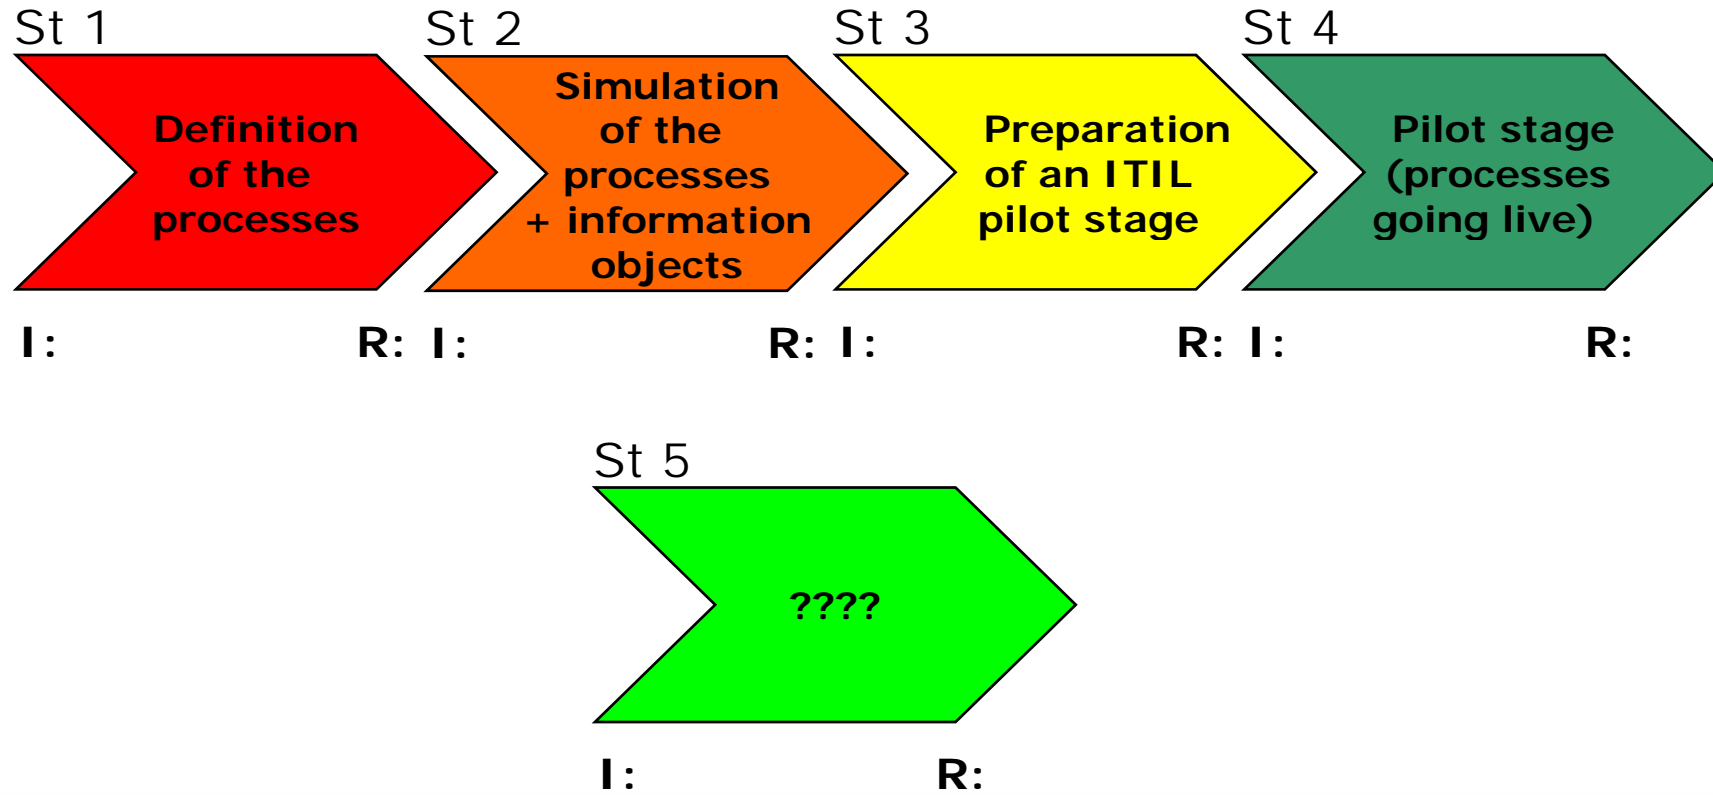 St 1
Definition
of the
processes
I:
R:
St 2
Simulation
of the
processes
+ information
objects
I:
R:
St 3
Preparation
of an ITIL
pilot stage
I:
R:
St 4
Pilot stage
(processes
going live)
I:
R:
St 5
????
I:
R: